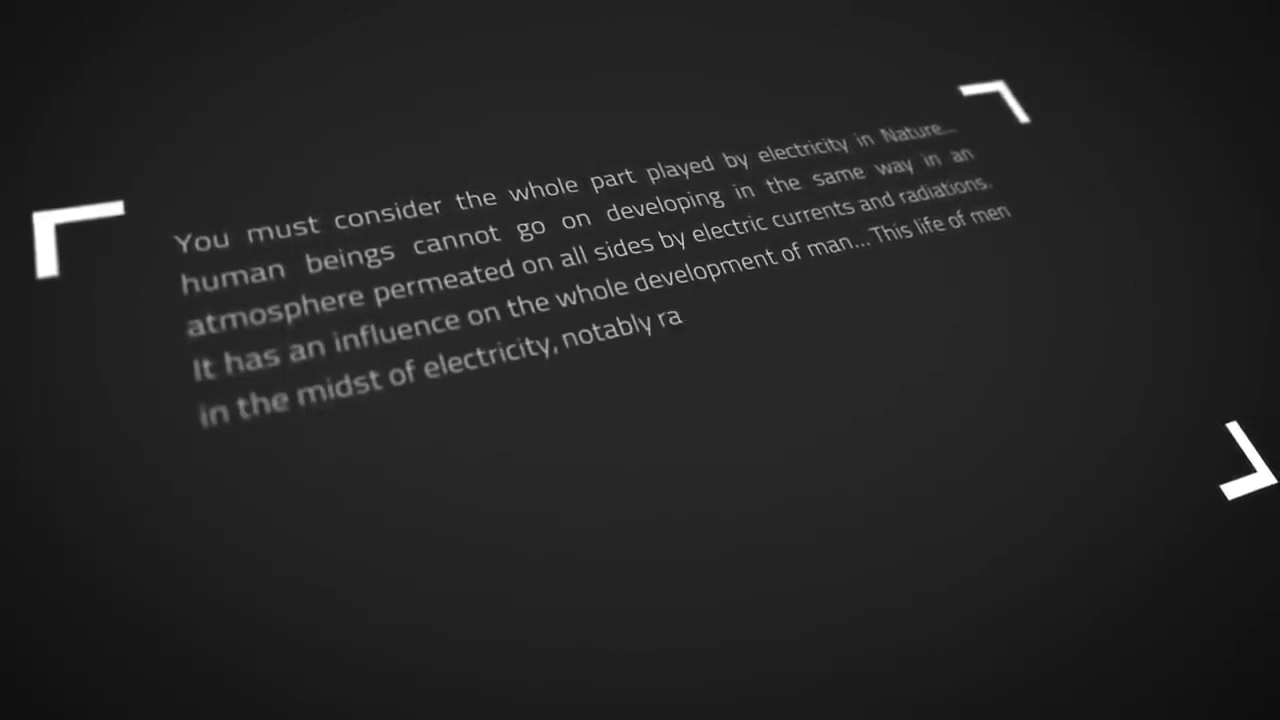 You must consider the whole part played by electricity in Nature...
human beings cannot go on developing in the same way in an
atmosphere permeated on all sides by electric currents and radiations.
It has an influence on the whole development of man... This life of men
in the midst of electricity, notably ra